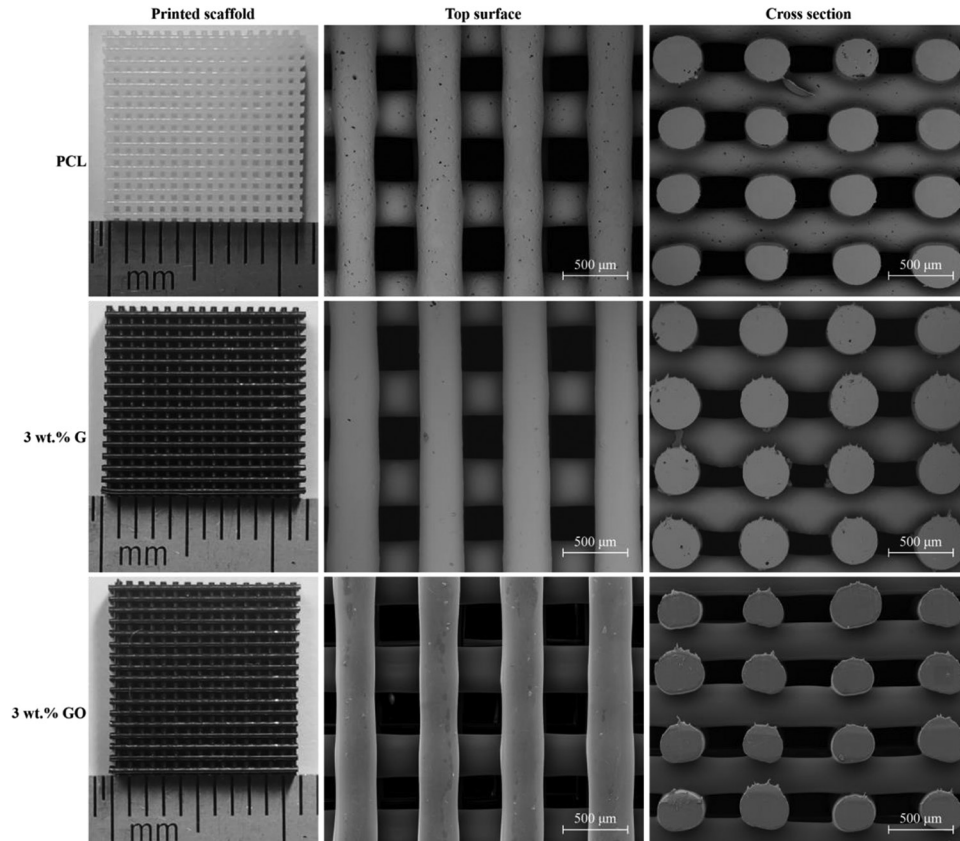 Printed scaffold Top surface Cross section
PCL
mm
500 μm
500 μm
3 wt.% G
mm
500 μm
500 μm
3 wt.% GO
mm
500 μm
500 μm